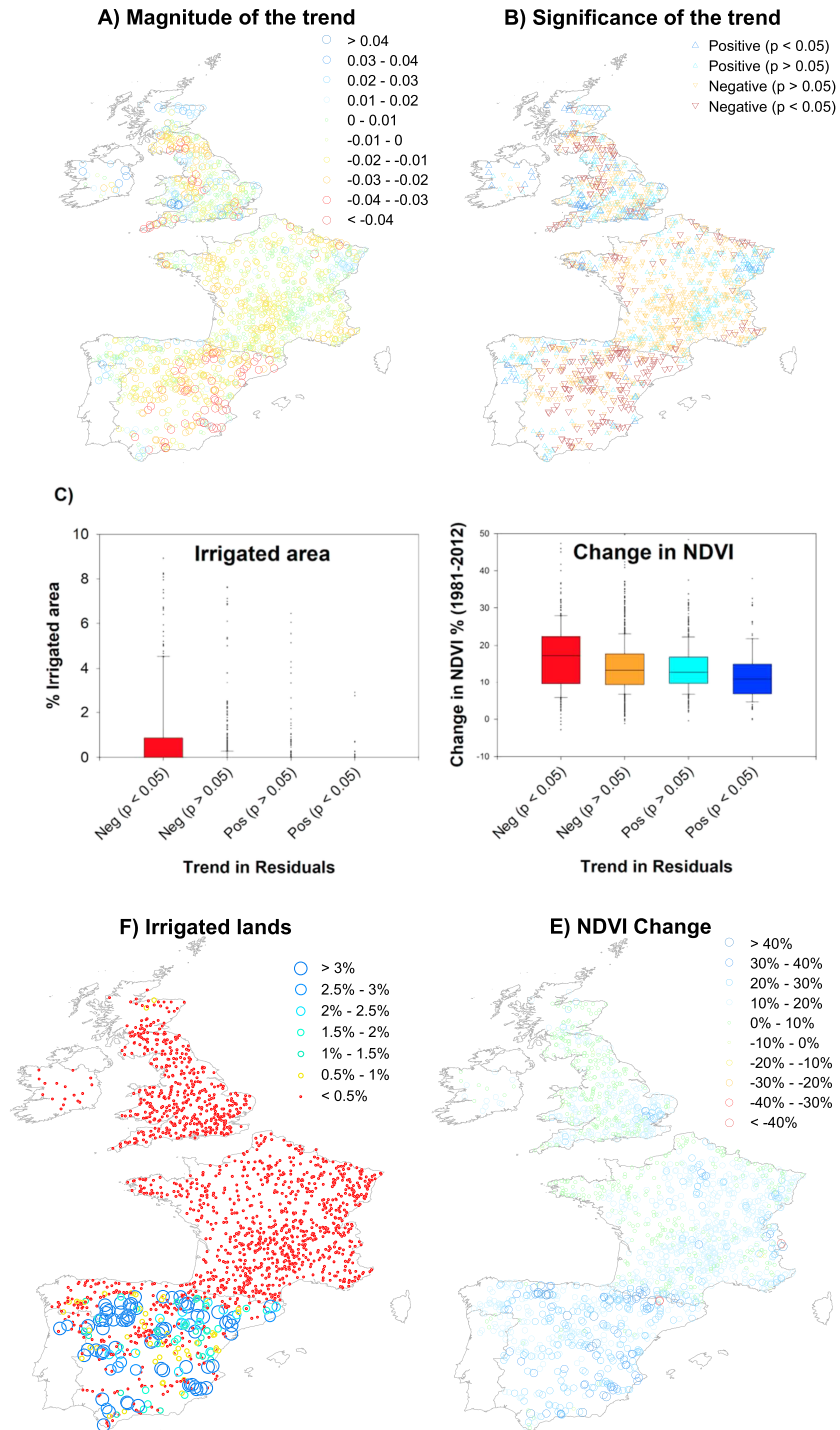 A) Magnitude of the trend
> 0.04
0.03 - 0.04
0.02 - 0.03
0.01 - 0.02
0 - 0.01
-0.01 - 0
-0.02 - -0.01
-0.03 - -0.02
-0.04 - -0.03
< -0.04
B) Significance of the trend
Positive (p < 0.05)
Positive (p > 0.05)
Negative (p > 0.05)
Negative (p < 0.05)
C)
Irrigated area
% Irrigated area
10
8
6
4
2
0
Neg (p < 0.05)
Neg (p > 0.05)
Pos (p > 0.05)
Pos (p < 0.05)
Trend in Residuals
Change in NDVI
Change in NDVI % (1981-2012)
50
40
30
20
10
0
-10
Neg (p < 0.05)
Neg (p > 0.05)
Pos (p > 0.05)
Pos (p < 0.05)
Trend in Residuals
F) Irrigated lands
> 3%
2.5% - 3%
2% - 2.5%
1.5% - 2%
1% - 1.5%
0.5% - 1%
< 0.5%
E) NDVI Change
> 40%
30% - 40%
20% - 30%
10% - 20%
0% - 10%
-10% - 0%
-20% - -10%
-30% - -20%
-40% - -30%
< -40%